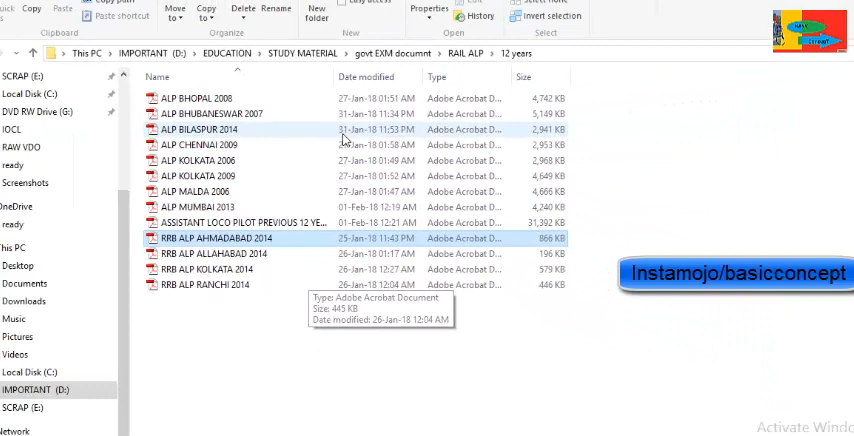 Copy
Copy path
Paste shortcut
Move to
Copy to
Delete
Rename
New folder
Easy access
Properties
Open
History
Select none
Invert selection
Clipboard
Organize
New
Open
Select
This PC
IMPORTANT (D:)
EDUCATION
STUDY MATERIAL
govt EXM documnt
RAIL ALP
12 years
Name
Date modified
Type
Size
ALP BHOPAL 2008 27-Jan-18 01:51 AM Adobe Acrobat D... 4,742 KB
ALP BHUBANESWAR 2007 31-Jan-18 11:34 PM Adobe Acrobat D... 5,149 KB
ALP BILASPUR 2014 31-Jan-18 11:53 PM Adobe Acrobat D... 2,941 KB
ALP CHENNAI 2009 27-Jan-18 01:58 AM Adobe Acrobat D... 2,953 KB
ALP KOLKATA 2006 27-Jan-18 01:49 AM Adobe Acrobat D... 2,968 KB
ALP KOLKATA 2009 27-Jan-18 01:52 AM Adobe Acrobat D... 4,649 KB
ALP MALDA 2006 27-Jan-18 01:47 AM Adobe Acrobat D... 4,666 KB
ALP MUMBAI 2013 01-Feb-18 12:19 AM Adobe Acrobat D... 4,240 KB
ASSISTANT LOCO PILOT PREVIOUS 12 YE... 01-Feb-18 12:21 AM Adobe Acrobat D... 31,392 KB
RRB ALP AHMADABAD 2014 25-Jan-18 11:43 PM Adobe Acrobat D... 866 KB
RRB ALP ALLAHABAD 2014 26-Jan-18 01:17 AM Adobe Acrobat D... 196 KB
RRB ALP KOLKATA 2014 26-Jan-18 12:27 AM Adobe Acrobat D... 579 KB
RRB ALP RANCHI 2014 26-Jan-18 12:04 AM Adobe Acrobat D... 446 KB
Type: Adobe Acrobat Document
Size: 445 KB
Date modified: 26-Jan-18 12:04 AM
SCRAP (E:)
Local Disk (C:)
DVD RW Drive (G:)
IOCL
RAW VDO
ready
Screenshots
OneDrive
ready
This PC
Desktop
Documents
Downloads
Music
Pictures
Videos
Local Disk (C:)
IMPORTANT (D:)
SCRAP (E:)
Network
Instamojo/basicconcept
Activate Windo